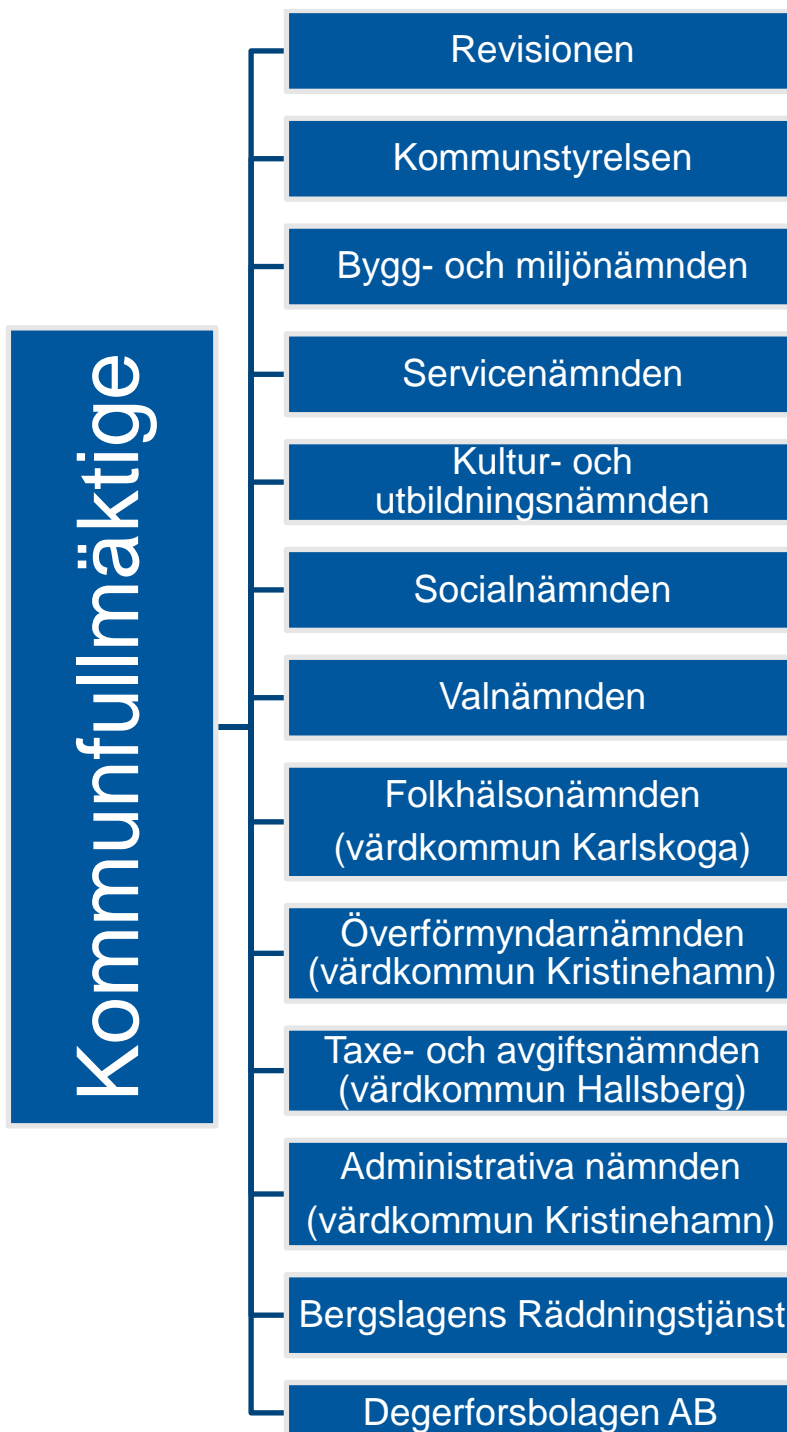 Kommunfullmäktige
Revisionen
Kommunstyrelsen
Bygg- och miljönämnden
Servicenämnden
Kultur- och
utbildningsnämnden
Socialnämnden
Valnämnden
Folkhälsonämnden
(värdkommun Karlskoga)
Överförmyndarnämnden
(värdkommun Kristinehamn)
Taxe- och avgiftsnämnden
(värdkommun Hallsberg)
Administrativa nämnden
(värdkommun Kristinehamn)
Bergslagens Räddningstjänst
Degerforsbolagen AB